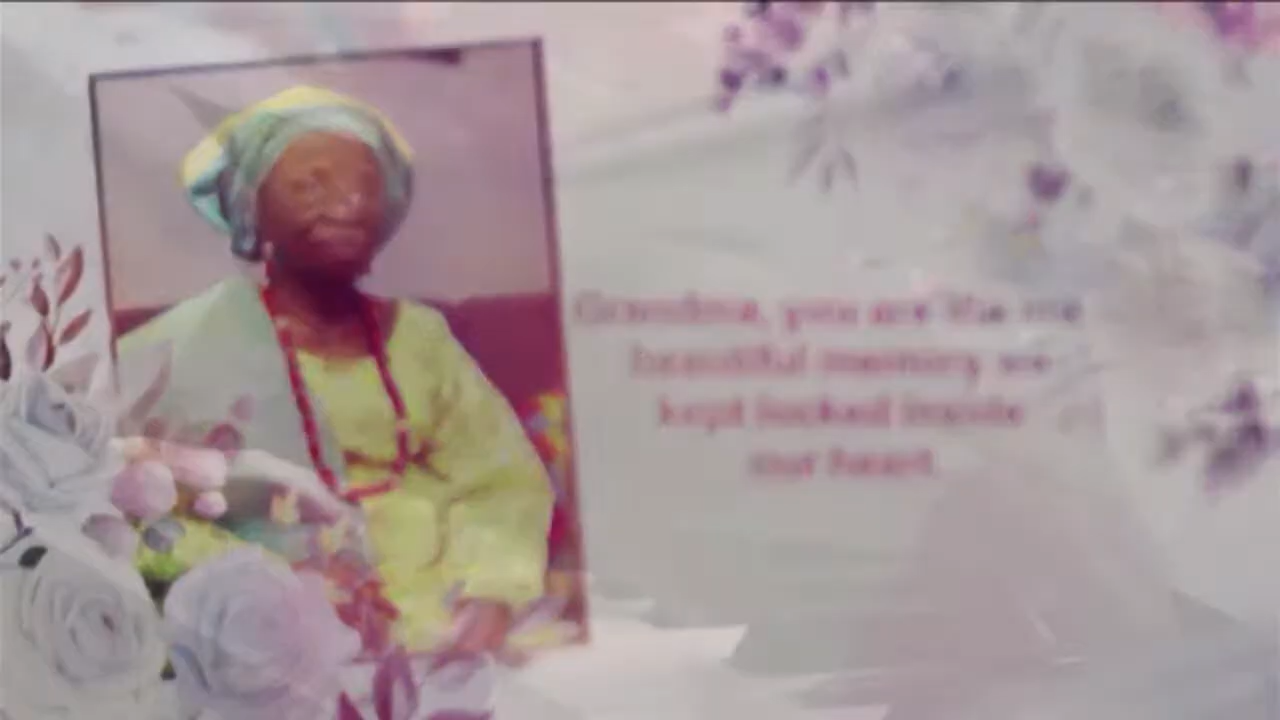 Grandma, you are the
beautiful memory we
kept locked inside
our heart